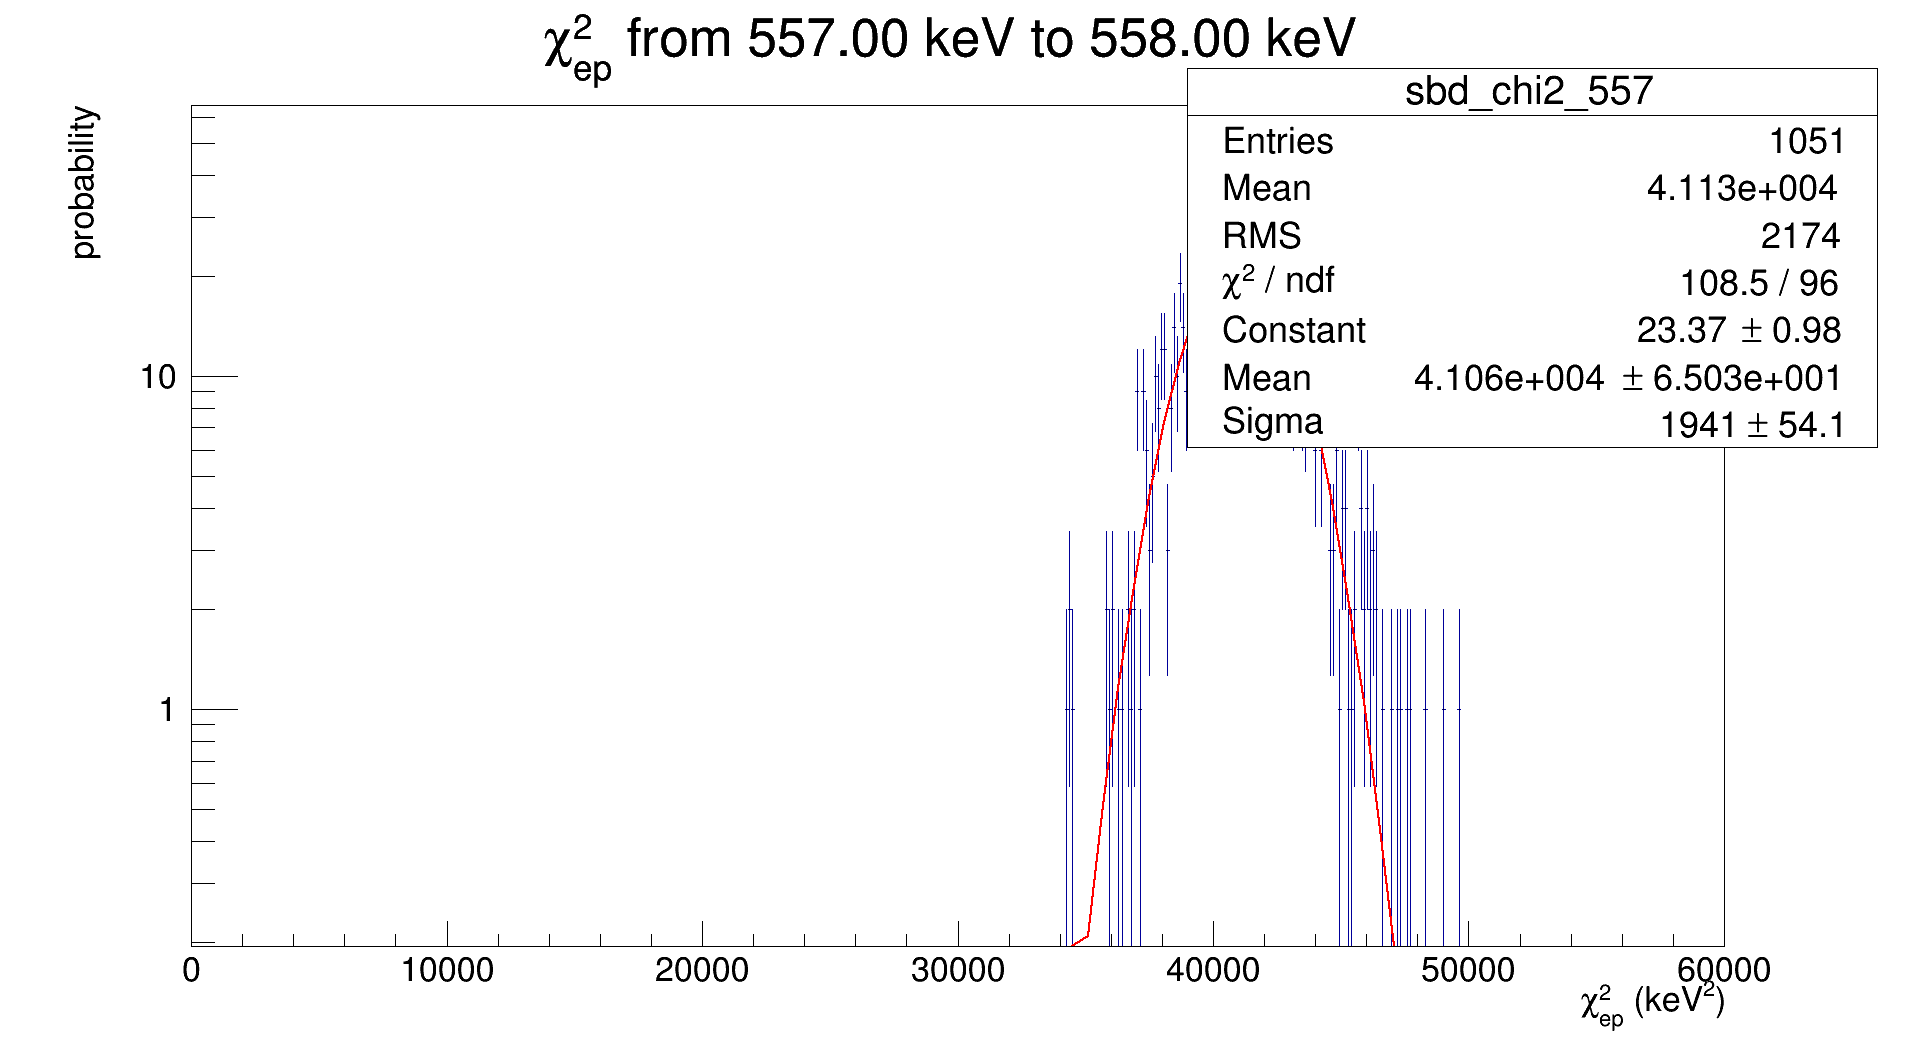 χ²ep from 557.00 keV to 558.00 keV
probability
sbd_chi2_557
Entries 1051
Mean 4.113e+004
RMS 2174
χ² / ndf 108.5 / 96
Constant 23.37 ± 0.98
Mean 4.106e+004 ± 6.503e+001
Sigma 1941 ± 54.1
10
1
0 10000 20000 30000 40000 50000 60000
χ²ep (keV²)